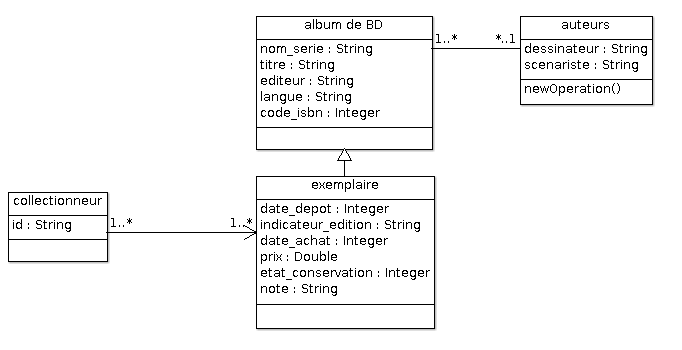 album de BD
nom_serie : String
titre : String
editeur : String
langue : String
code_isbn : Integer
1..*
*..1
auteurs
dessinateur : String
scenariste : String
newOperation()
collectionneur
id : String
1..*
1..*
exemplaire
date_depot : Integer
indicateur_edition : String
date_achat : Integer
prix : Double
etat_conservation : Integer
note : String